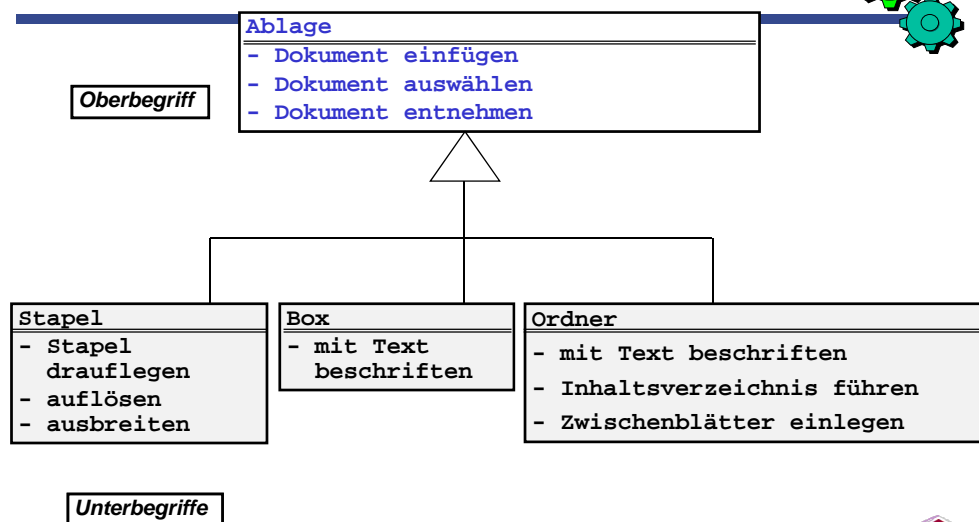 Ablage
- Dokument einfügen
- Dokument auswählen
- Dokument entnehmen
Oberbegriff
Stapel
- Stapel
drauflegen
- auflösen
- ausbreiten
Box
- mit Text
beschriften
Ordner
- mit Text beschriften
- Inhaltsverzeichnis führen
- Zwischenblätter einlegen
Unterbegriffe